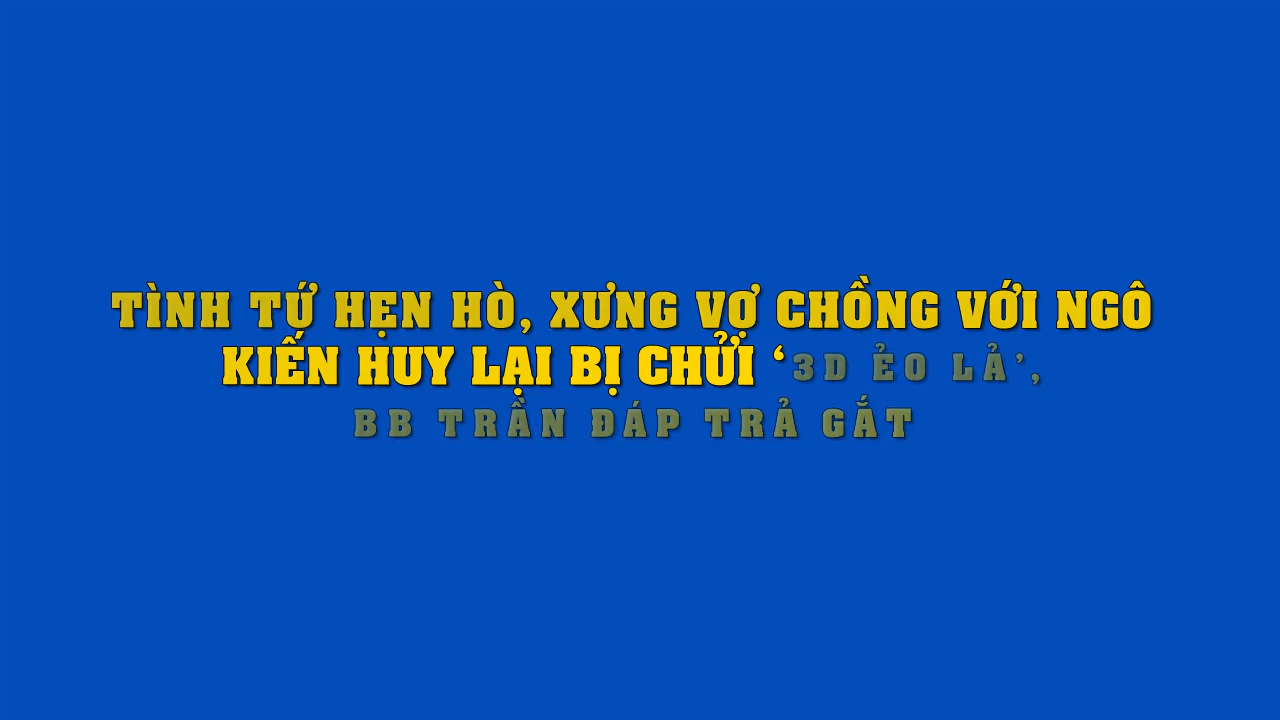 TÌNH TỨ HẸN HÒ, XƯNG VỢ CHỒNG VỚI NGÔ
KIẾN HUY LẠI BỊ CHỬI ‘3D ẺO LẢ’,
BB TRẦN ĐÁP TRẢ GẮT